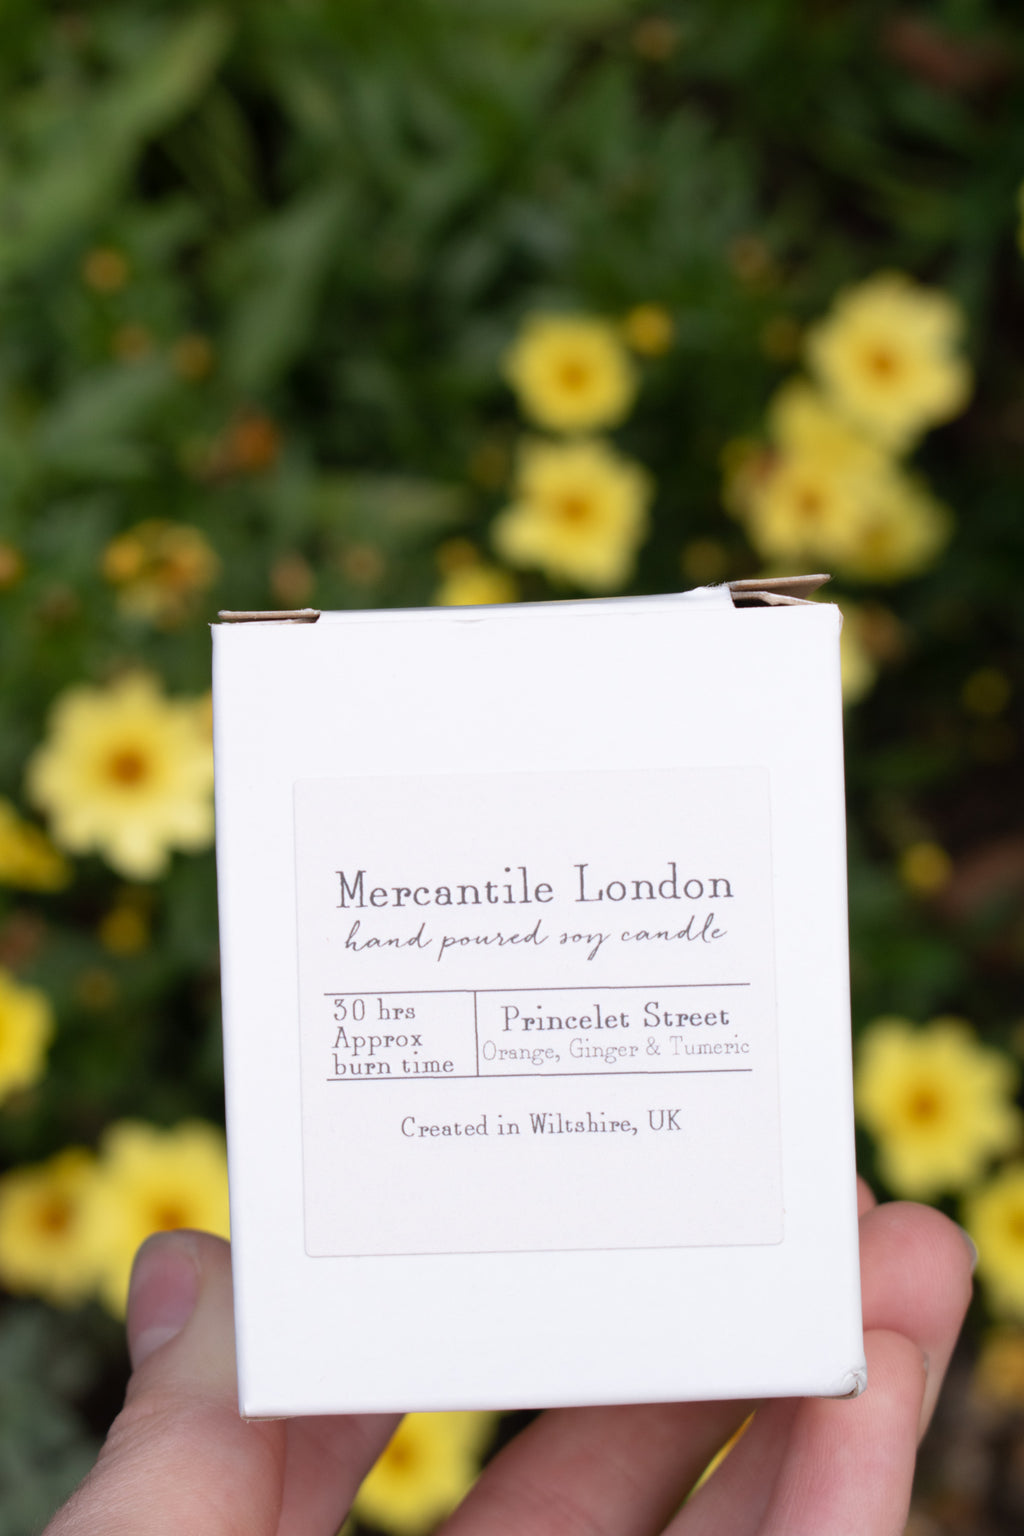 Mercantile London
hand poured soy candle
30 hrs
Approx
burn time
Princelet Street
Orange, Ginger & Tumeric
Created in Wiltshire, UK